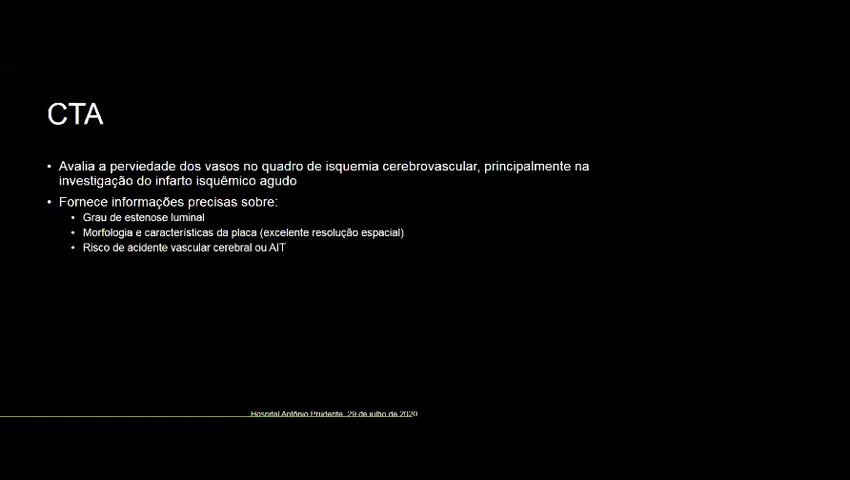 CTA
• Avalia a perviedade dos vasos no quadro de isquemia cerebrovascular, principalmente na
investigação do infarto isquêmico agudo
• Fornece informações precisas sobre:
• Grau de estenose luminal
• Morfologia e características da placa (excelente resolução espacial)
• Risco de acidente vascular cerebral ou AIT
Hospital Antônio Prudente, 29 de julho de 2020